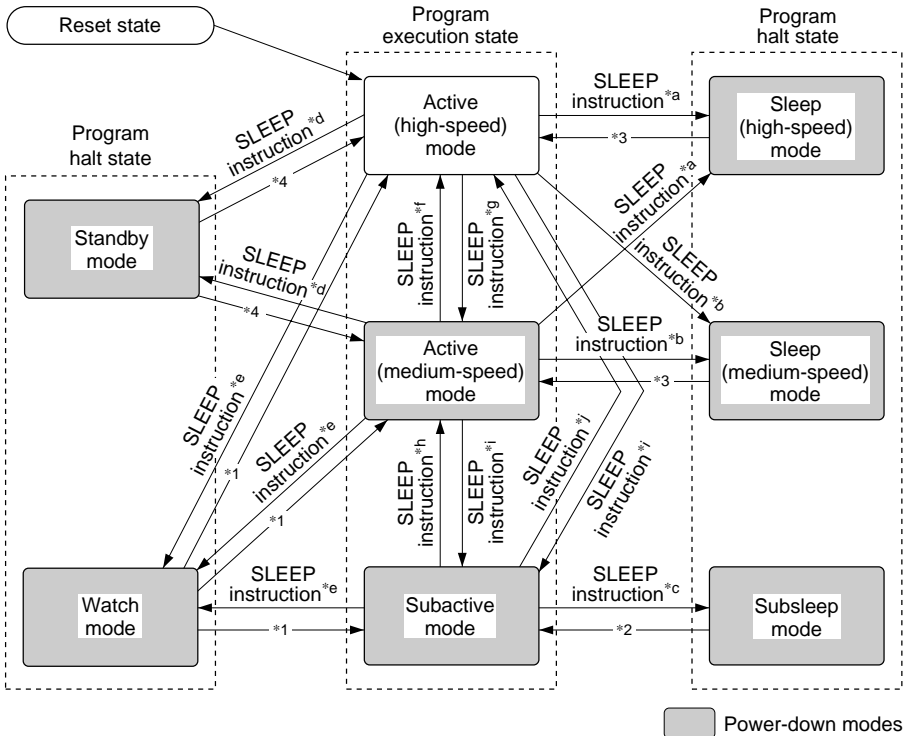 Reset state
Program
execution state
Program
halt state
Program
halt state
Active
(high-speed)
mode
SLEEP
instruction*a
*3
Sleep
(high-speed)
mode
SLEEP
instruction*d
*4
Standby
mode
SLEEP
instruction*d
*4
SLEEP
instruction*f
SLEEP
instruction*g
SLEEP
instruction*a
SLEEP
instruction*b
Active
(medium-speed)
mode
SLEEP
instruction*b
*3
Sleep
(medium-speed)
mode
SLEEP
instruction*e
*1
SLEEP
instruction*e
*1
SLEEP
instruction*h
SLEEP
instruction*i
SLEEP
instruction*j
SLEEP
instruction*i
Watch
mode
SLEEP
instruction*e
*1
Subactive
mode
SLEEP
instruction*c
*2
Subsleep
mode
Power-down modes